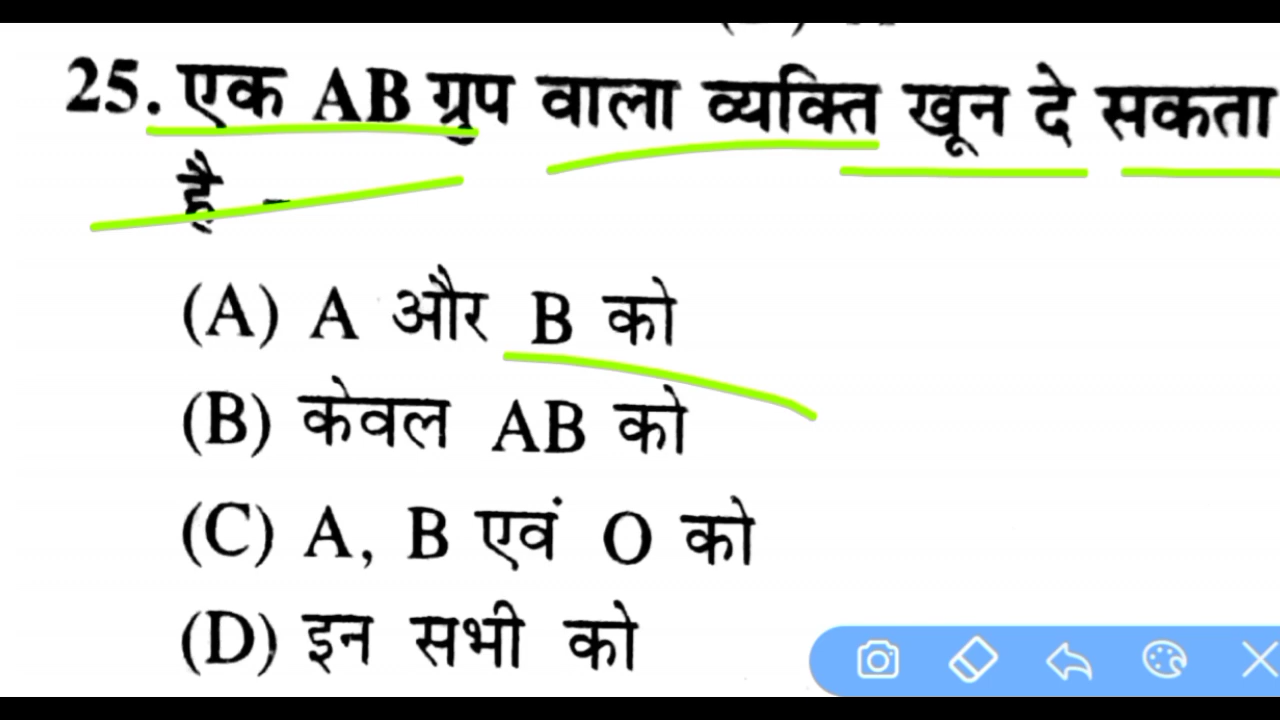 25. एक AB ग्रुप वाला व्यक्ति खून दे सकता
है -
(A) A और B को
(B) केवल AB को
(C) A, B एवं O को
(D) इन सभी को